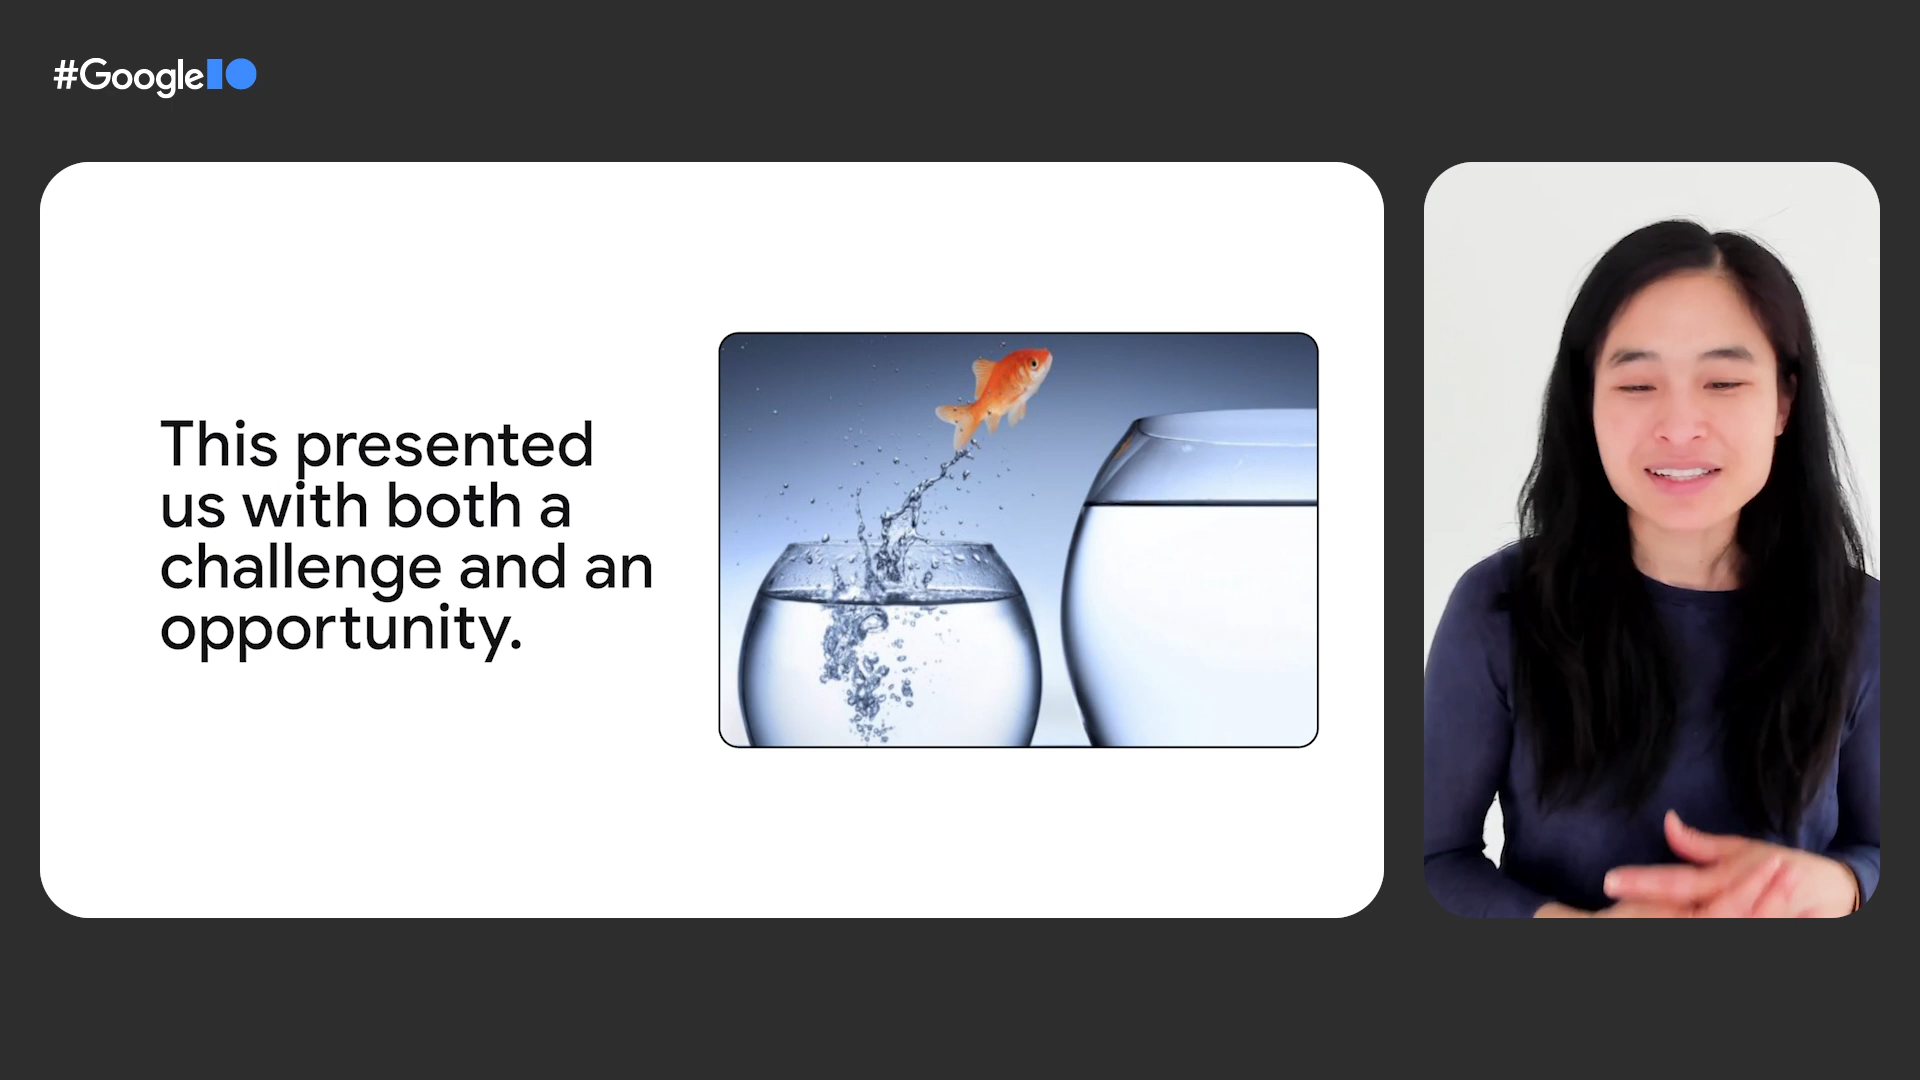 #GoogleIO
This presented
us with both a
challenge and an
opportunity.